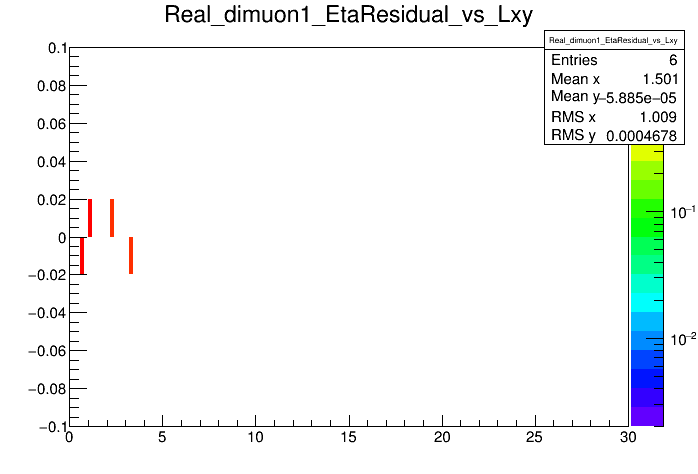 Real_dimuon1_EtaResidual_vs_Lxy
Real_dimuon1_EtaResidual_vs_Lxy
Entries 6
Mean x 1.501
Mean y −5.885e−05
RMS x 1.009
RMS y 0.0004678
0.1
0.08
0.06
0.04
0.02
0
−0.02
−0.04
−0.06
−0.08
−0.1
0 5 10 15 20 25 30
10−1
10−2